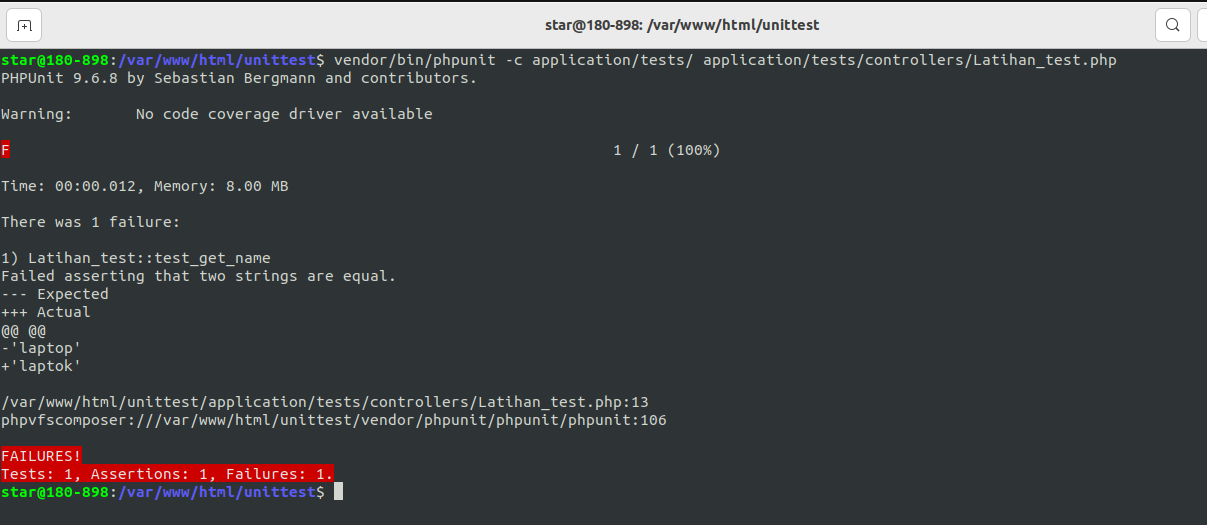 star@180-898: /var/www/html/unittest
star@180-898:/var/www/html/unittest$ vendor/bin/phpunit -c application/tests/ application/tests/controllers/Latihan_test.php
PHPUnit 9.6.8 by Sebastian Bergmann and contributors.
Warning:       No code coverage driver available
F                                                                   1 / 1 (100%)
Time: 00:00.012, Memory: 8.00 MB
There was 1 failure:
1) Latihan_test::test_get_name
Failed asserting that two strings are equal.
--- Expected
+++ Actual
@@ @@
-'laptop'
+'laptok'
/var/www/html/unittest/application/tests/controllers/Latihan_test.php:13
phpvfscomposer:///var/www/html/unittest/vendor/phpunit/phpunit/phpunit:106
FAILURES!
Tests: 1, Assertions: 1, Failures: 1.
star@180-898:/var/www/html/unittest$